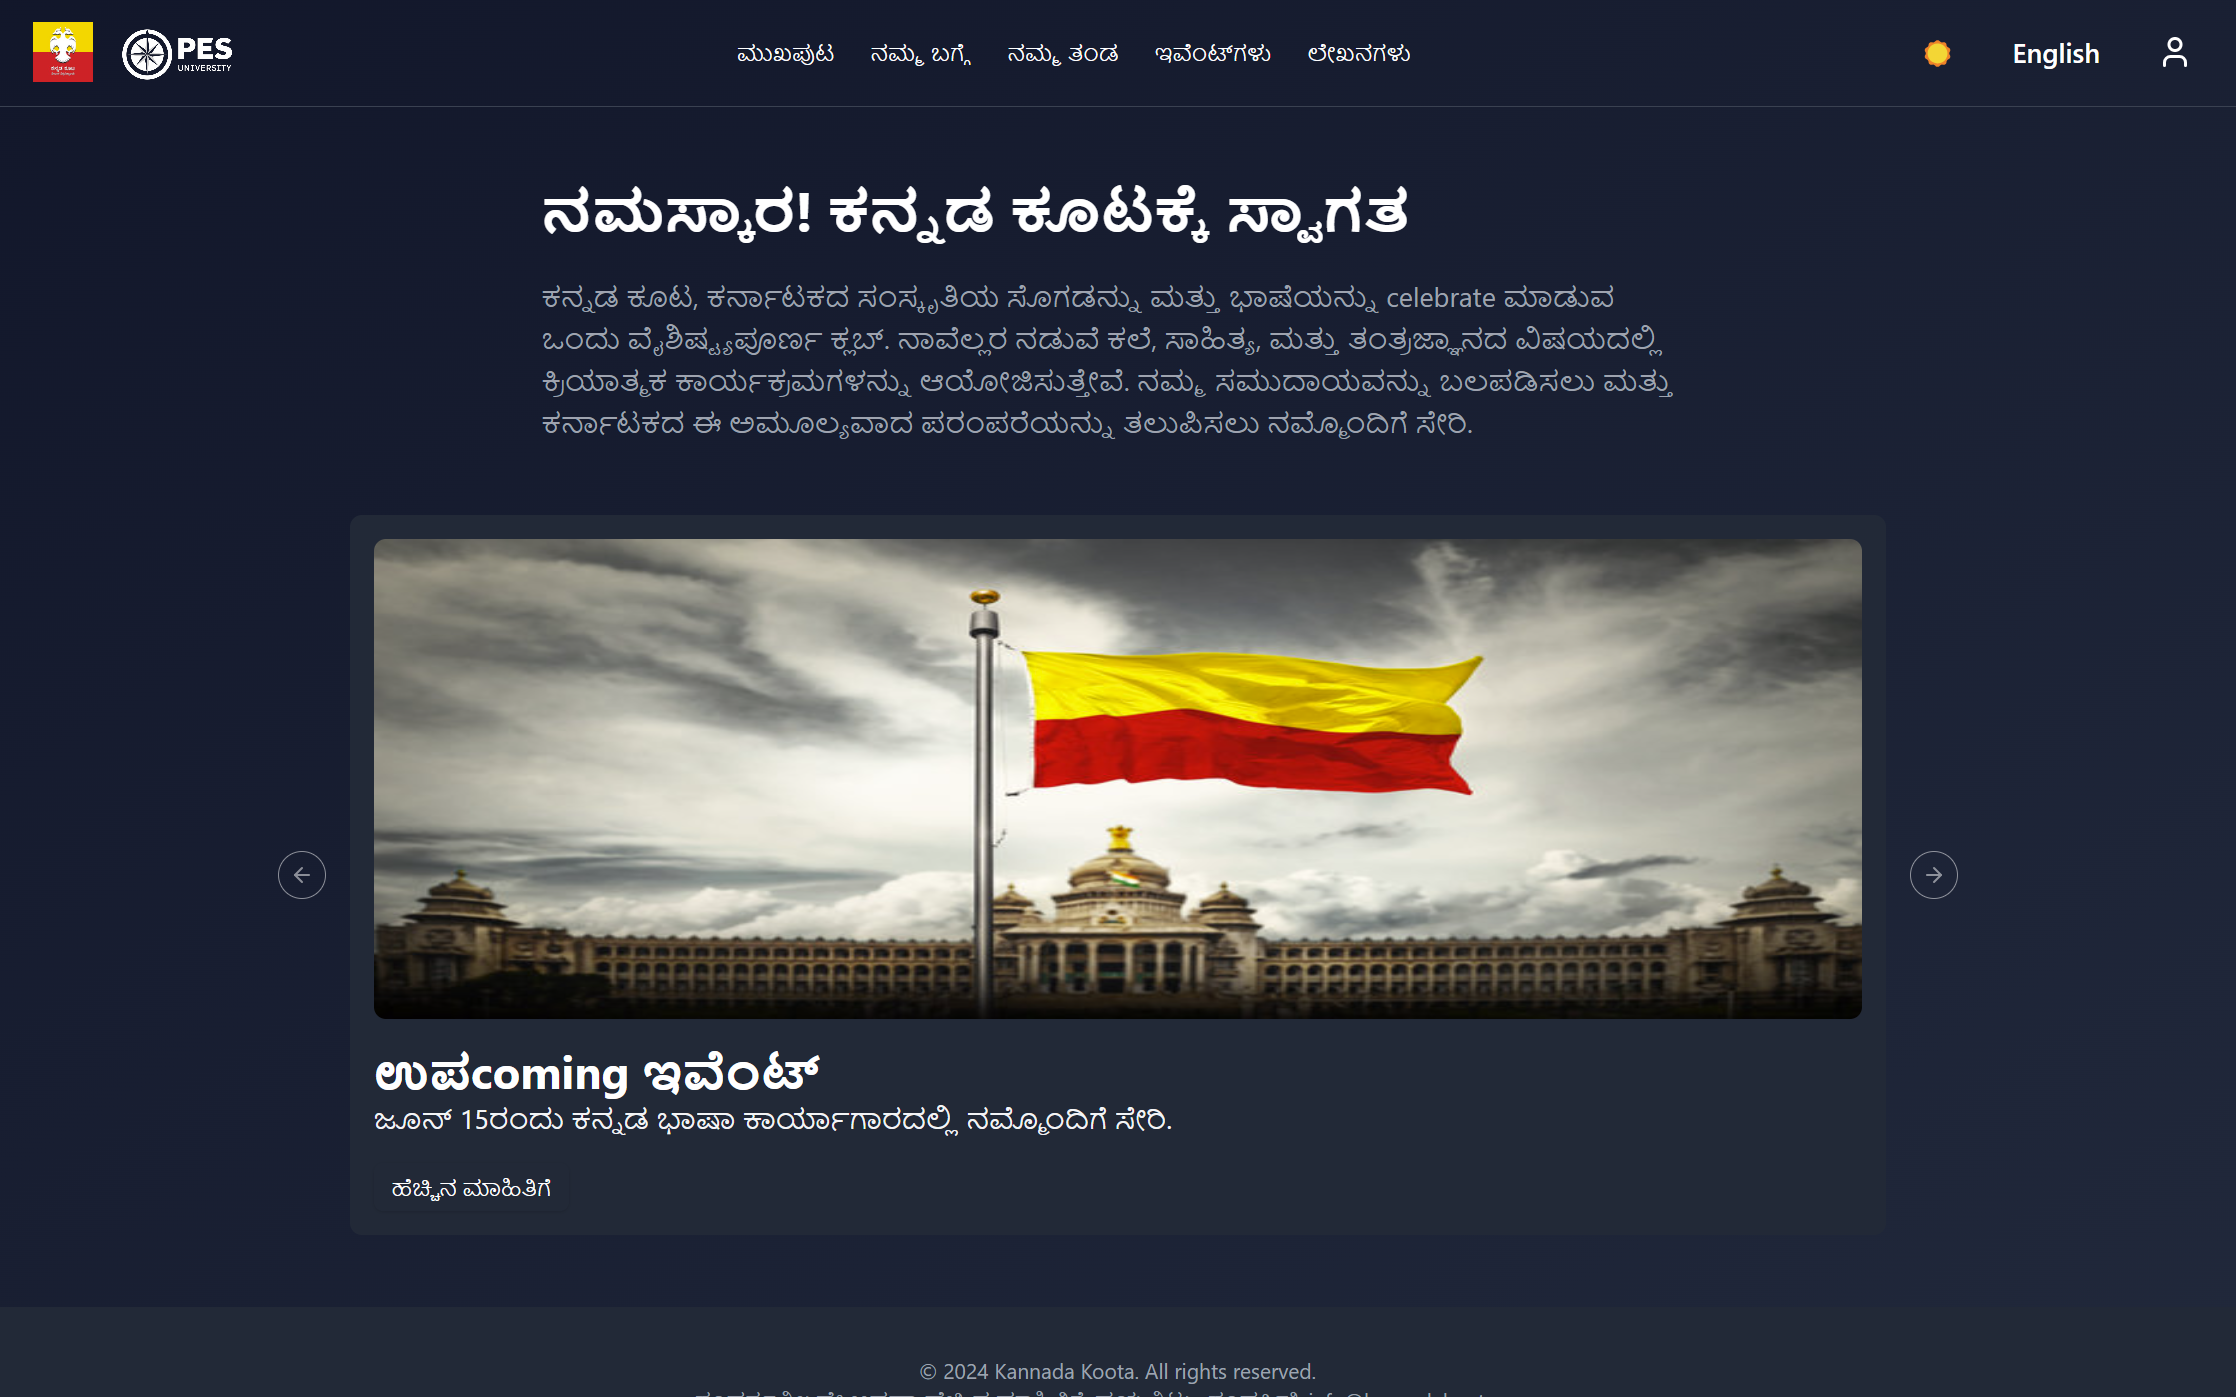 PES
UNIVERSITY
ಮುಖಪುಟ ನಮ್ಮ ಬಗ್ಗೆ ನಮ್ಮ ತಂಡ ಇವೆಂಟ್‌ಗಳು ಲೇಖನಗಳು
English
ನಮಸ್ಕಾರ! ಕನ್ನಡ ಕೂಟಕ್ಕೆ ಸ್ವಾಗತ
ಕನ್ನಡ ಕೂಟ, ಕರ್ನಾಟಕದ ಸಂಸ್ಕೃತಿಯ ಸೊಗಡನ್ನು ಮತ್ತು ಭಾಷೆಯನ್ನು celebrate ಮಾಡುವ
ಒಂದು ವೈಶಿಷ್ಟ್ಯಪೂರ್ಣ ಕ್ಲಬ್. ನಾವೆಲ್ಲರ ನಡುವೆ ಕಲೆ, ಸಾಹಿತ್ಯ, ಮತ್ತು ತಂತ್ರಜ್ಞಾನದ ವಿಷಯದಲ್ಲಿ
ಕ್ರಿಯಾತ್ಮಕ ಕಾರ್ಯಕ್ರಮಗಳನ್ನು ಆಯೋಜಿಸುತ್ತೇವೆ. ನಮ್ಮ ಸಮುದಾಯವನ್ನು ಬಲಪಡಿಸಲು ಮತ್ತು
ಕರ್ನಾಟಕದ ಈ ಅಮೂಲ್ಯವಾದ ಪರಂಪರೆಯನ್ನು ತಲುಪಿಸಲು ನಮ್ಮೊಂದಿಗೆ ಸೇರಿ.
ಉಪcoming ಇವೆಂಟ್
ಜೂನ್ 15ರಂದು ಕನ್ನಡ ಭಾಷಾ ಕಾರ್ಯಾಗಾರದಲ್ಲಿ ನಮ್ಮೊಂದಿಗೆ ಸೇರಿ.
ಹೆಚ್ಚಿನ ಮಾಹಿತಿಗೆ
© 2024 Kannada Koota. All rights reserved.